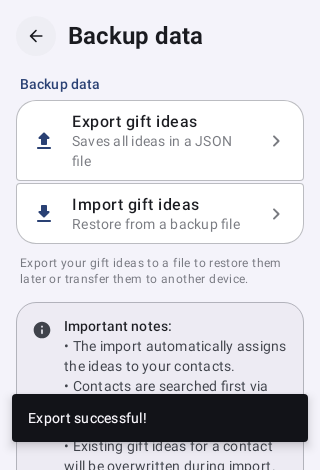 Backup data
Backup data
Export gift ideas
Saves all ideas in a JSON
file
Import gift ideas
Restore from a backup file
Export your gift ideas to a file to restore them
later or transfer them to another device.
Important notes:
• The import automatically assigns
the ideas to your contacts.
• Contacts are searched first via
Export successful!
• Existing gift ideas for a contact
will be overwritten during import.